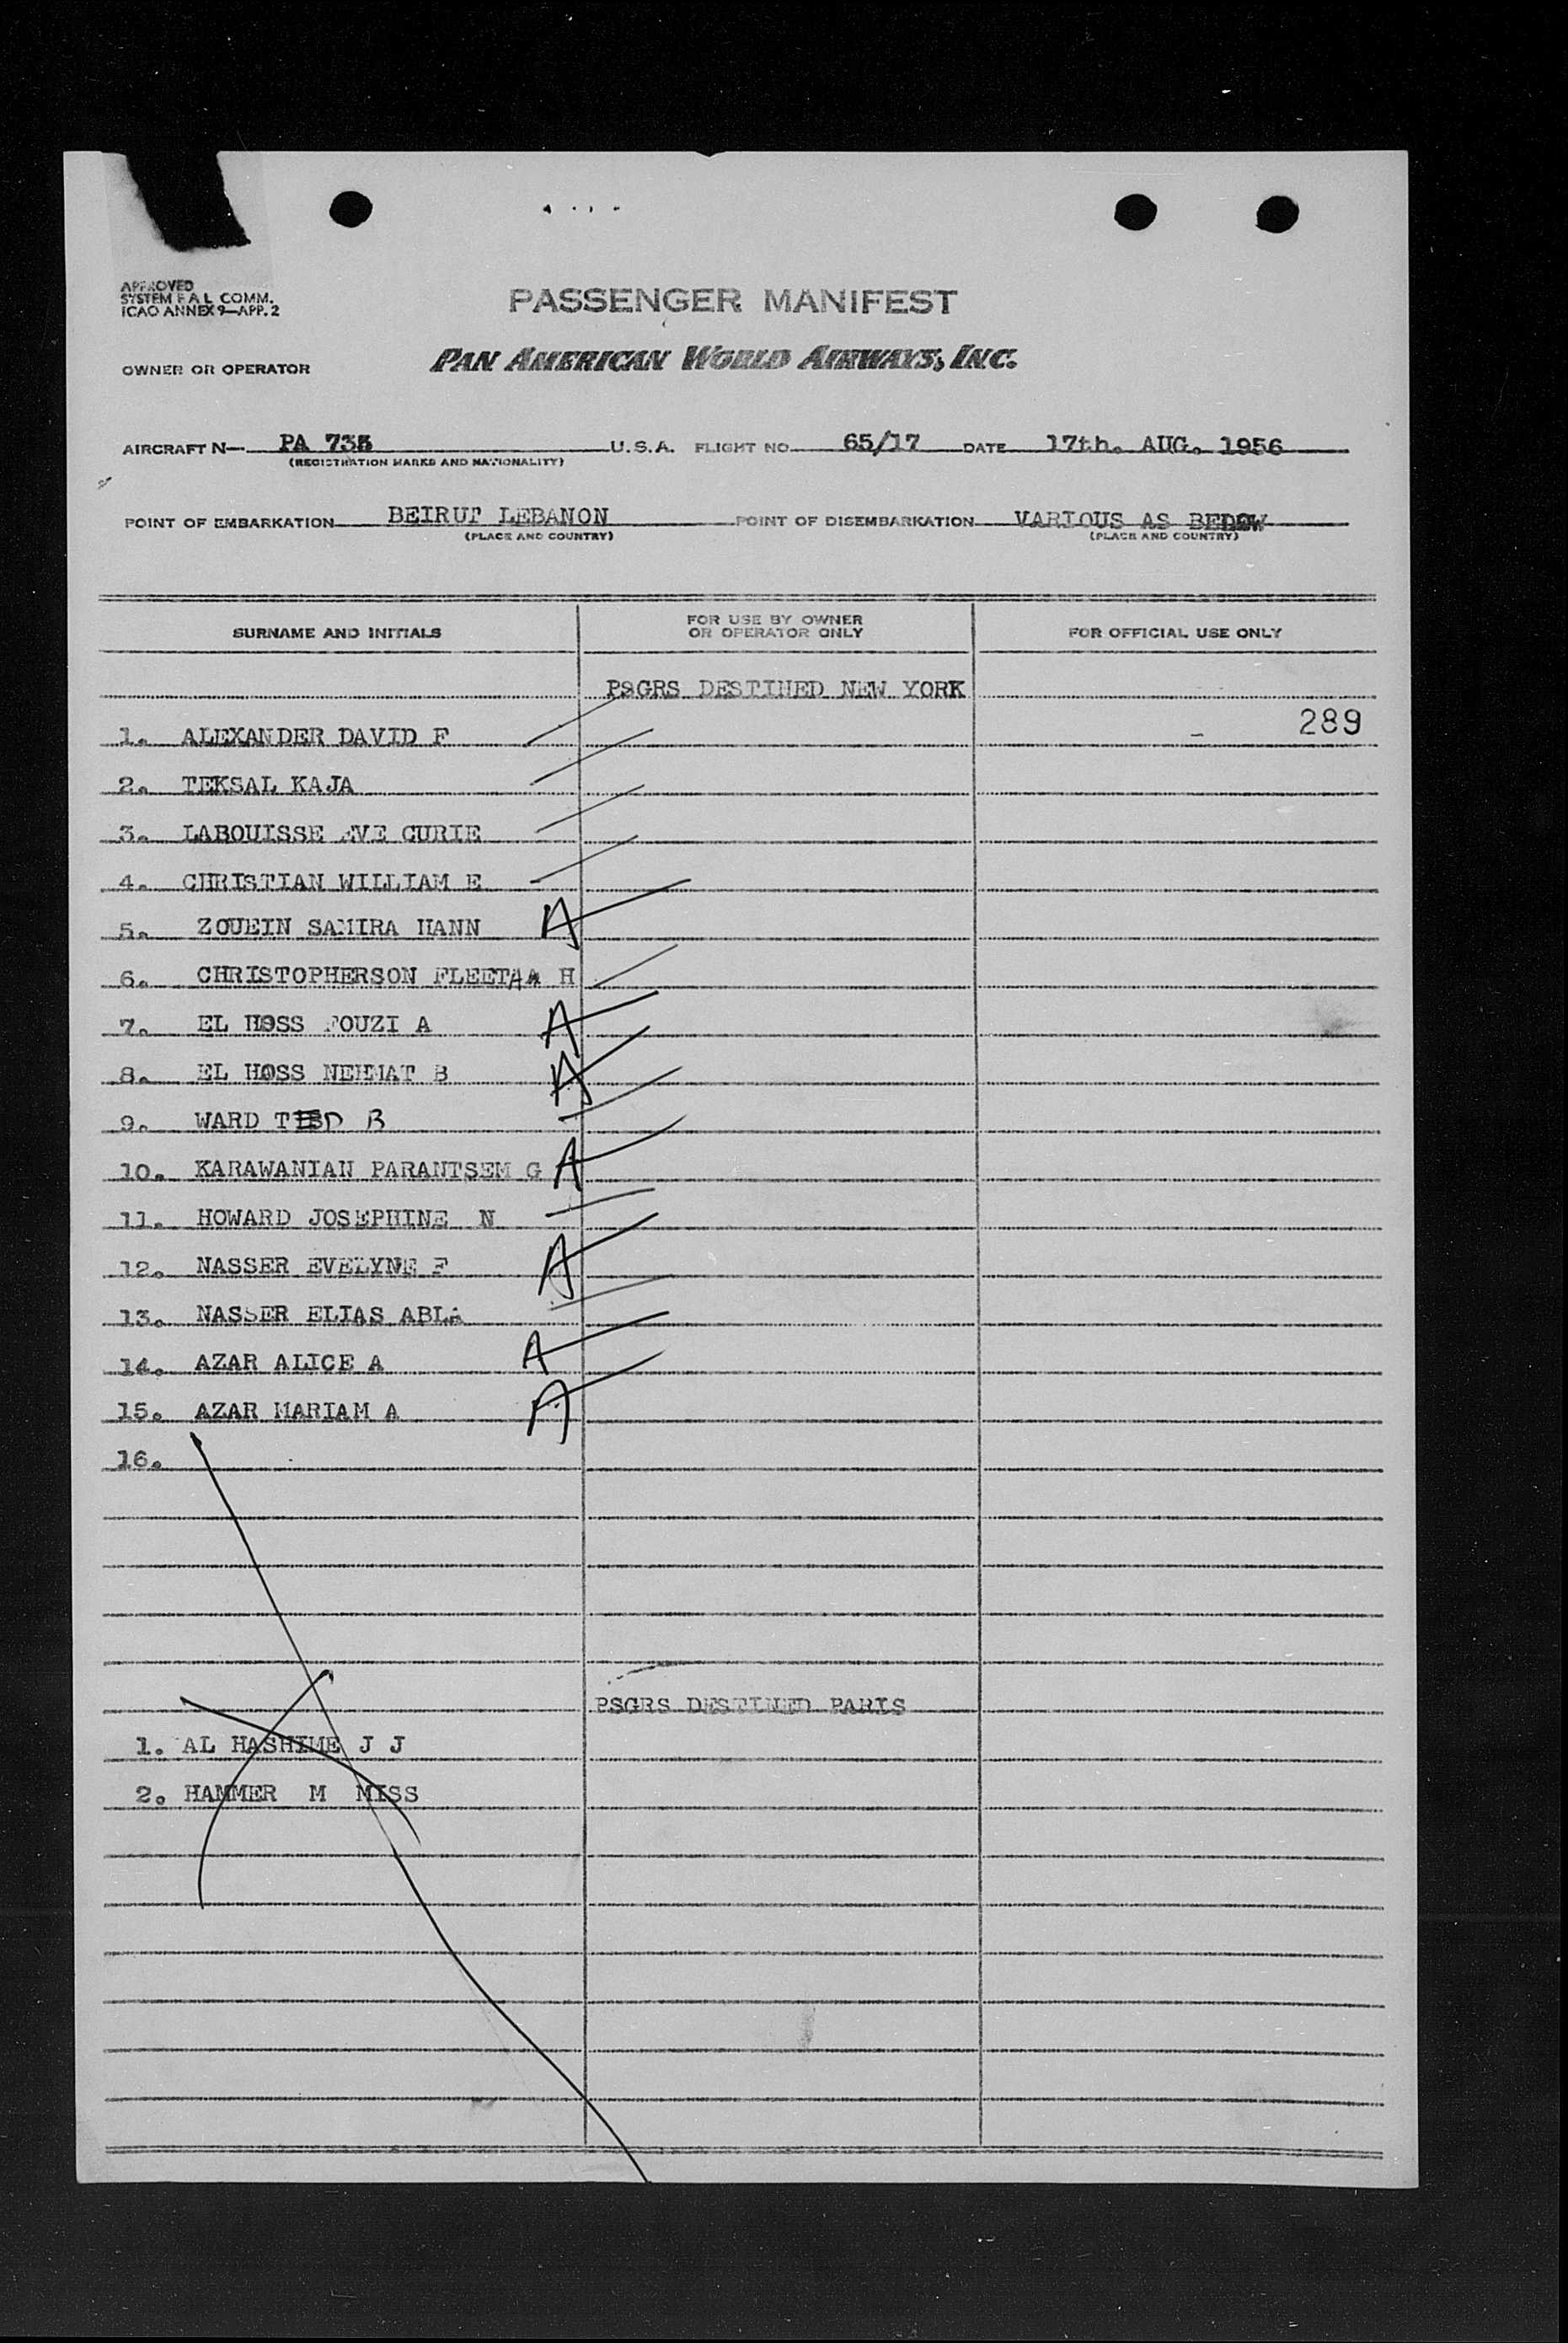 APPROVED
SYSTEM F A L COMM.
ICAO ANNEX 9—APP. 2
PASSENGER MANIFEST
OWNER OR OPERATOR PAN AMERICAN WORLD AIRWAYS, INC.
AIRCRAFT N— PA U.S.A. FLIGHT NO. 65/17 DATE 17th. AUG. 1956
(REGISTRATION MARKS AND NATIONALITY)
POINT OF EMBARKATION BEIRUT LEBANON POINT OF DISEMBARKATION VARIOUS AS BELOW
(PLACE AND COUNTRY) (PLACE AND COUNTRY)
SURNAME AND INITIALS FOR USE BY OWNER OR OPERATOR ONLY FOR OFFICIAL USE ONLY
PSGRS DESTINED NEW YORK
289
1. ALEXANDER DAVID F
2. TEKSAL KAJA
3. LABOUISSE EVE CURIE
4. CHRISTIAN WILLIAM E
5. ZOUEIN SAMIRA HANN A
6. CHRISTOPHERSON H
7. EL HOSS FOUZI A A
8. EL HOSS NEHMAT B A
9. WARD B
10. KARAWANIAN PARANTSEM G A
11. HOWARD JOSEPHINE N
12. NASSER EVELYNE F A
13. NASSER ELIAS ABLA
14. AZAR ALICE A A
15. AZAR MARIAM A A
16.
PSGRS DESTINED PARIS
1. AL HASHIME J J
2. HAMMER M MISS